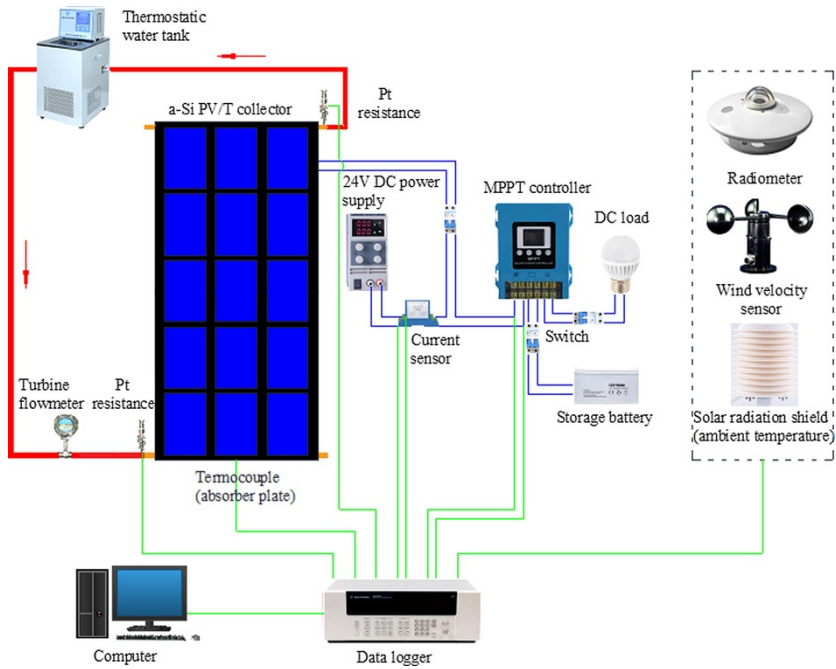 Thermostatic
water tank
a-Si PV/T collector
Pt
resistance
24V DC power
supply
MPPT controller
DC load
Radiometer
Wind velocity
sensor
Current
sensor
Switch
Storage battery
Solar radiation shield
(ambient temperature)
Turbine
flowmeter
Pt
resistance
Termocouple
(absorber plate)
Computer
Data logger
MPPT